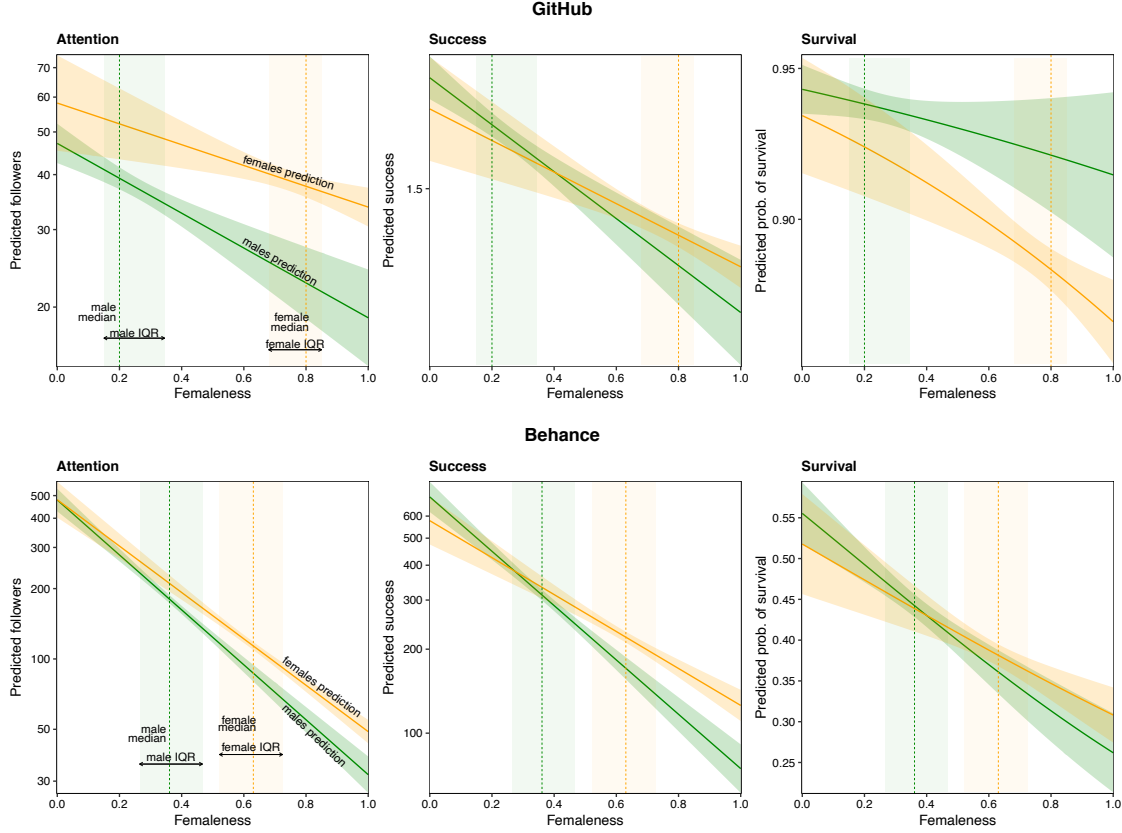 GitHub
Attention
Success
Survival
Predicted followers
70
60
50
40
30
20
females prediction
males prediction
male
median
male IQR
female
median
female IQR
0.0
0.2
0.4
0.6
0.8
1.0
Femaleness
Predicted success
1.5
0.0
0.2
0.4
0.6
0.8
1.0
Femaleness
Predicted prob. of survival
0.95
0.90
0.0
0.2
0.4
0.6
0.8
1.0
Femaleness
Behance
Attention
Success
Survival
Predicted followers
500
400
300
200
100
50
30
females prediction
males prediction
male
median
male IQR
female
median
female IQR
0.0
0.2
0.4
0.6
0.8
1.0
Femaleness
Predicted success
600
500
400
300
200
100
0.0
0.2
0.4
0.6
0.8
1.0
Femaleness
Predicted prob. of survival
0.55
0.50
0.45
0.40
0.35
0.30
0.25
0.0
0.2
0.4
0.6
0.8
1.0
Femaleness